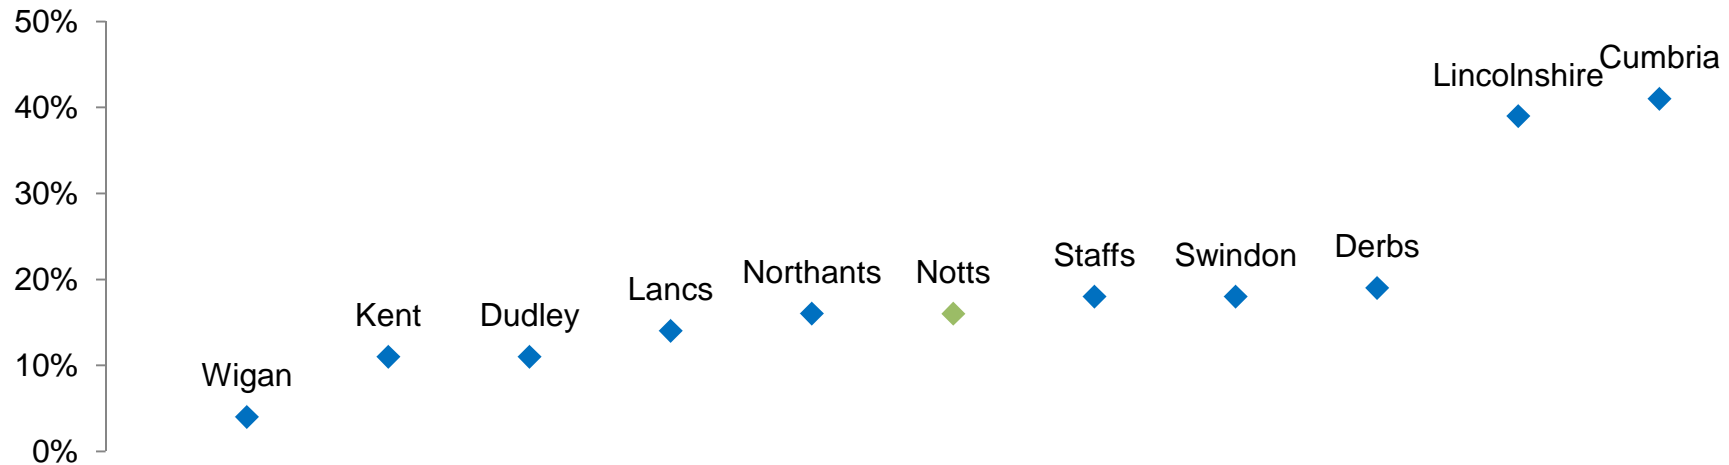 50%
40%
30%
20%
10%
0%
Wigan
Kent
Dudley
Lancs
Northants
Notts
Staffs
Swindon
Derbs
Lincolnshire
Cumbria